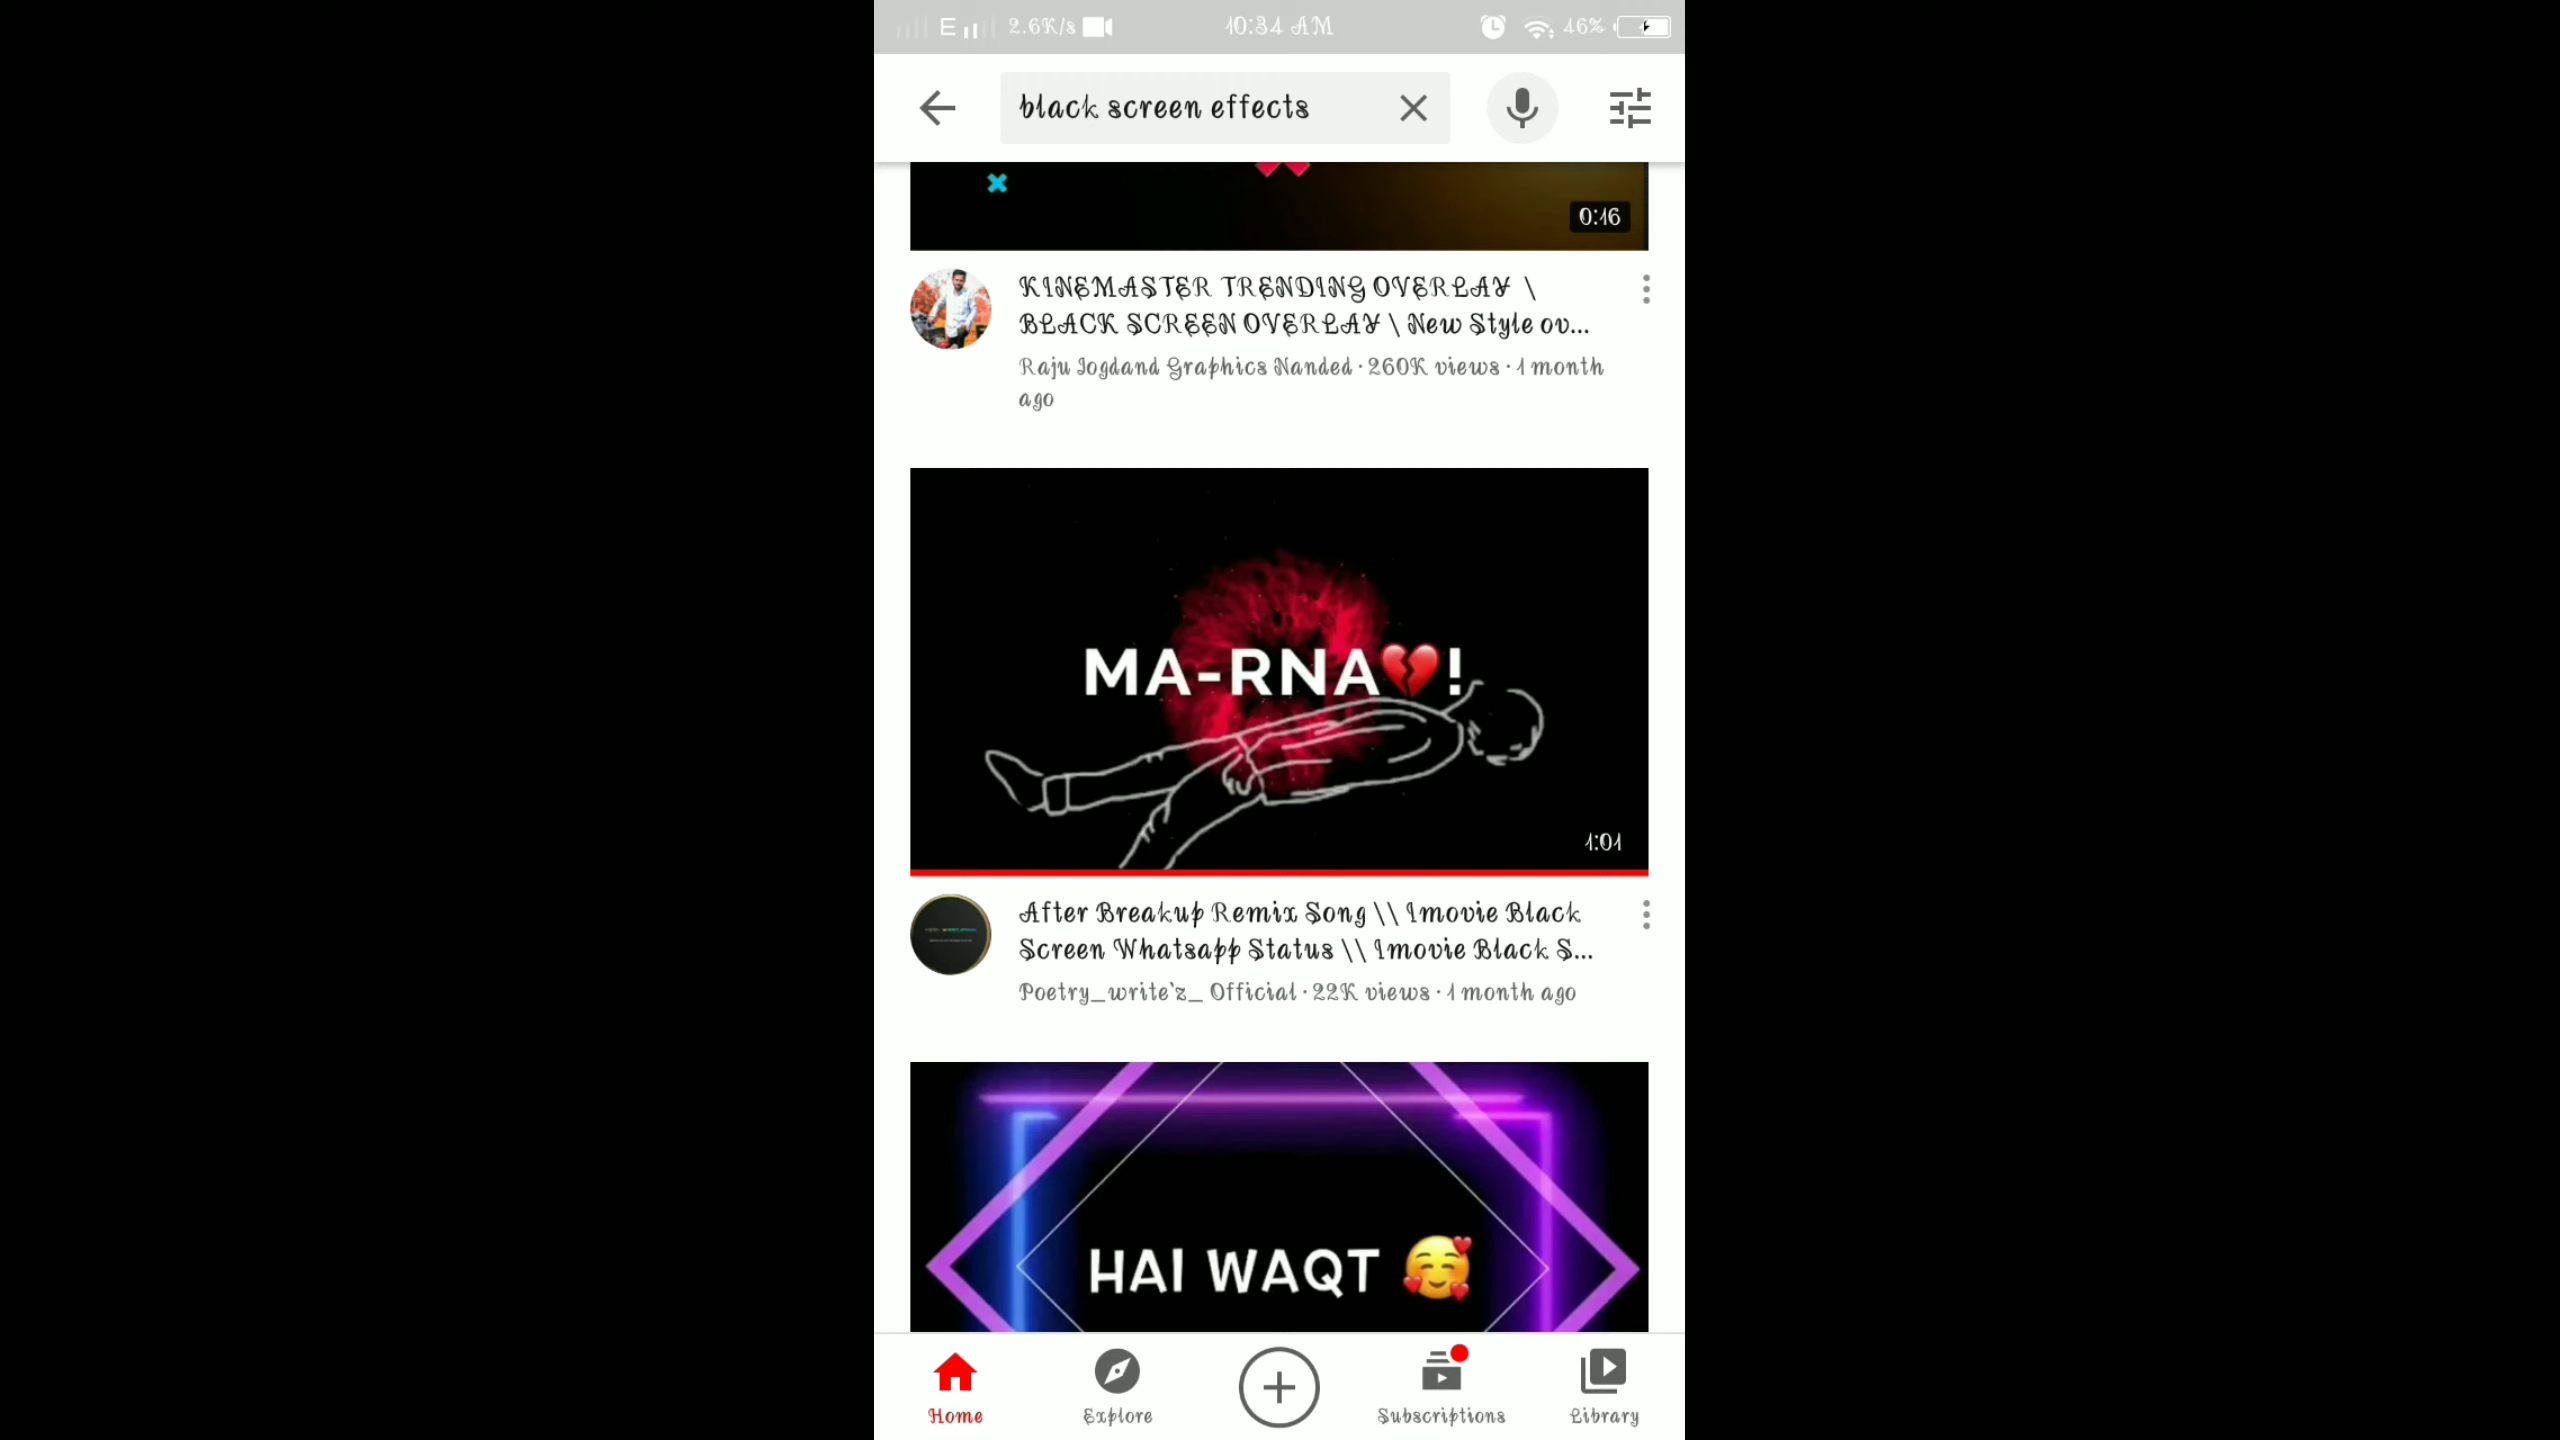 E 2.6K/s 10:34 AM 46%
black screen effects
0:16
KINEMASTER TRENDING OVERLAY \
BLACK SCREEN OVERLAY \ New Style ov...
Raju Jogdand Graphics Nanded · 260K views · 1 month
ago
MA-RNA💔!
1:01
After Breakup Remix Song \\ Imovie Black
Screen Whatsapp Status \\ Imovie Black S...
Poetry_write'z_ Official · 22K views · 1 month ago
HAI WAQT 🥰
Home Explore Subscriptions Library